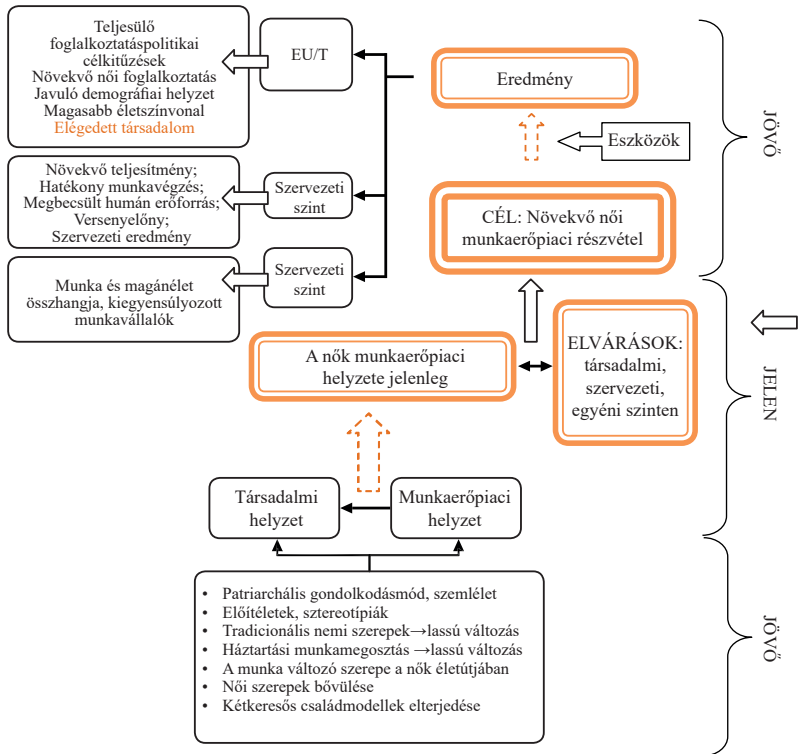 Teljesülő
foglalkoztatáspolitikai
célkitűzések
Növekvő női foglalkoztatás
Javuló demográfiai helyzet
Magasabb életszínvonal
Elégedett társadalom
EU/T
Eredmény
Eszközök
JÖVŐ
Növekvő teljesítmény;
Hatékony munkavégzés;
Megbecsült humán erőforrás;
Versenyelőny;
Szervezeti eredmény
Szervezeti
szint
CÉL: Növekvő női
munkaerőpiaci részvétel
Munka és magánélet
összhangja, kiegyensúlyozott
munkavállalók
Szervezeti
szint
A nők munkaerőpiaci
helyzete jelenleg
ELVÁRÁSOK:
társadalmi,
szervezeti,
egyéni szinten
JELEN
Társadalmi
helyzet
Munkaerőpiaci
helyzet
• Patriarchális gondolkodásmód, szemlélet
• Előítéletek, sztereotípiák
• Tradicionális nemi szerepek→lassú változás
• Háztartási munkamegosztás →lassú változás
• A munka változó szerepe a nők életútjában
• Női szerepek bővülése
• Kétkeresős családmodellek elterjedése
JÖVŐ